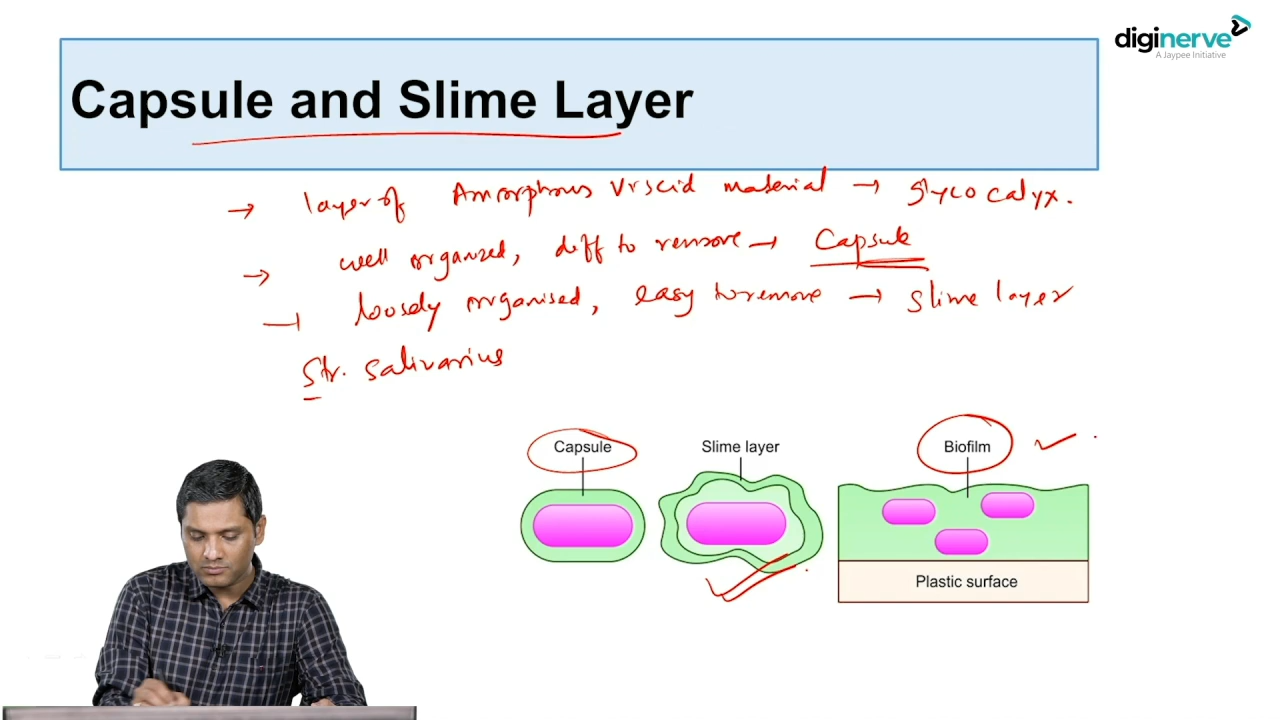 diginerve
A Jaypee Initiative
Capsule and Slime Layer
→ layer of Amorphous Viscid material → glycocalyx.
→ well organized, diff to remove → Capsule
→ loosely organised, easy to remove → Slime layer
Str. salivarius
Capsule
Slime layer
Biofilm
Plastic surface